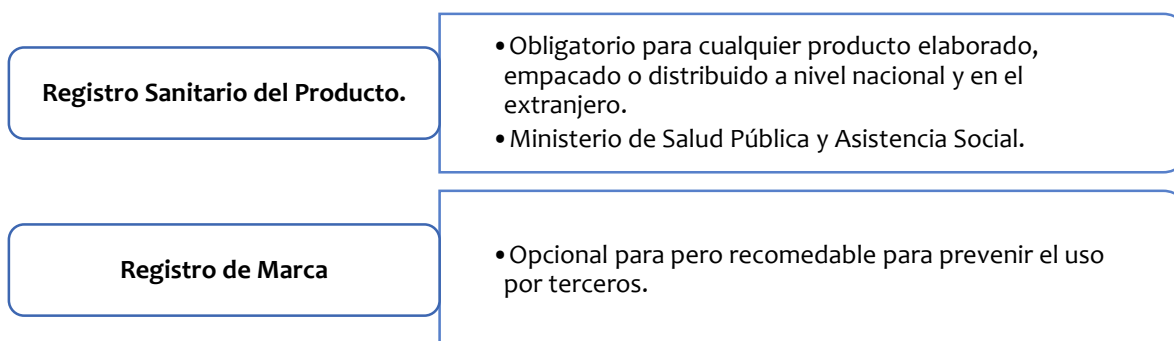 Registro Sanitario del Producto.
•Obligatorio para cualquier producto elaborado,
empacado o distribuido a nivel nacional y en el
extranjero.
•Ministerio de Salud Pública y Asistencia Social.
Registro de Marca
•Opcional para pero recomedable para prevenir el uso
por terceros.